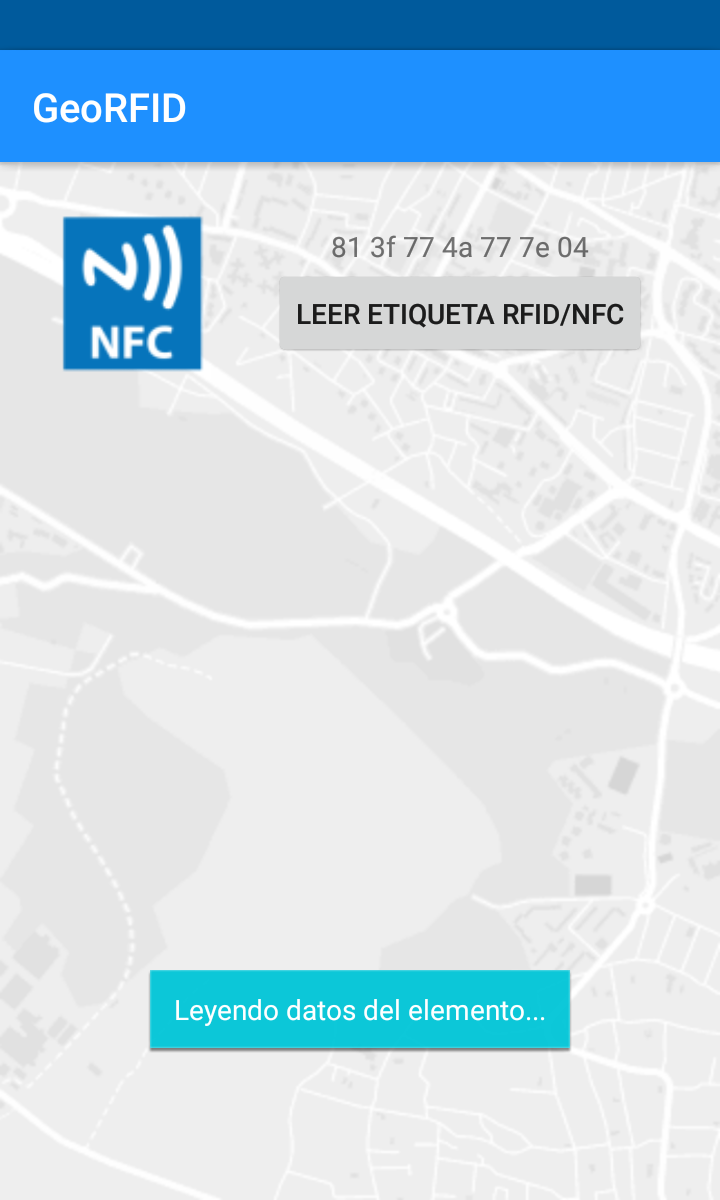 GeoRFID
NFC
81 3f 77 4a 77 7e 04
LEER ETIQUETA RFID/NFC
Leyendo datos del elemento...